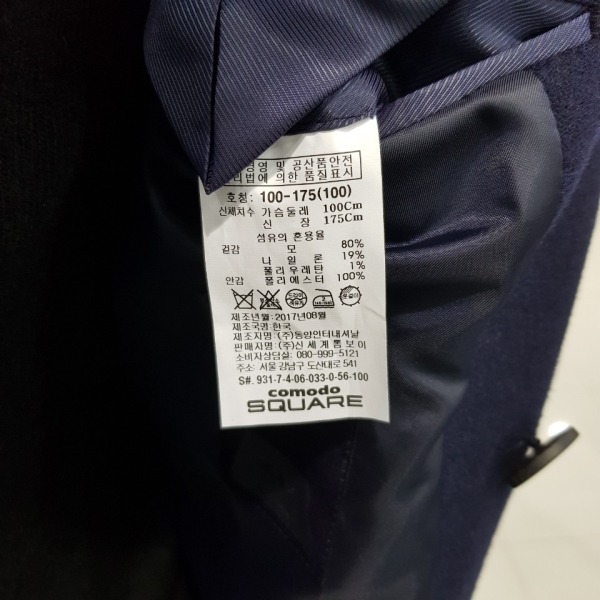 영 및 공산품안전
리법에 의한 품질표시
호칭: 100-175(100)
신체치수 가슴둘레 100Cm
신 장 175Cm
섬유의 혼용율
겉감 모 80%
나 일 론 19%
폴리우레탄 1%
안감 폴리에스터 100%
드라이
옷걸이
제조년월: 2017년08월
제조국명: 한국
제조자명: (주)동양인터내셔날
판매자명: (주)신세계톰보이
소비자상담실: 080-999-5121
주소: 서울 강남구 도산대로 541
S#. 931-7-4-06-033-0-56-100
comodo
SQUARE